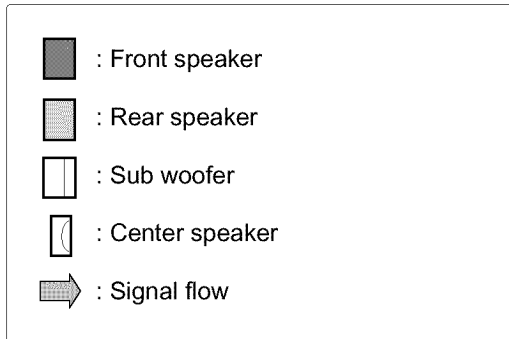 : Front speaker
: Rear speaker
: Sub woofer
: Center speaker
: Signal flow